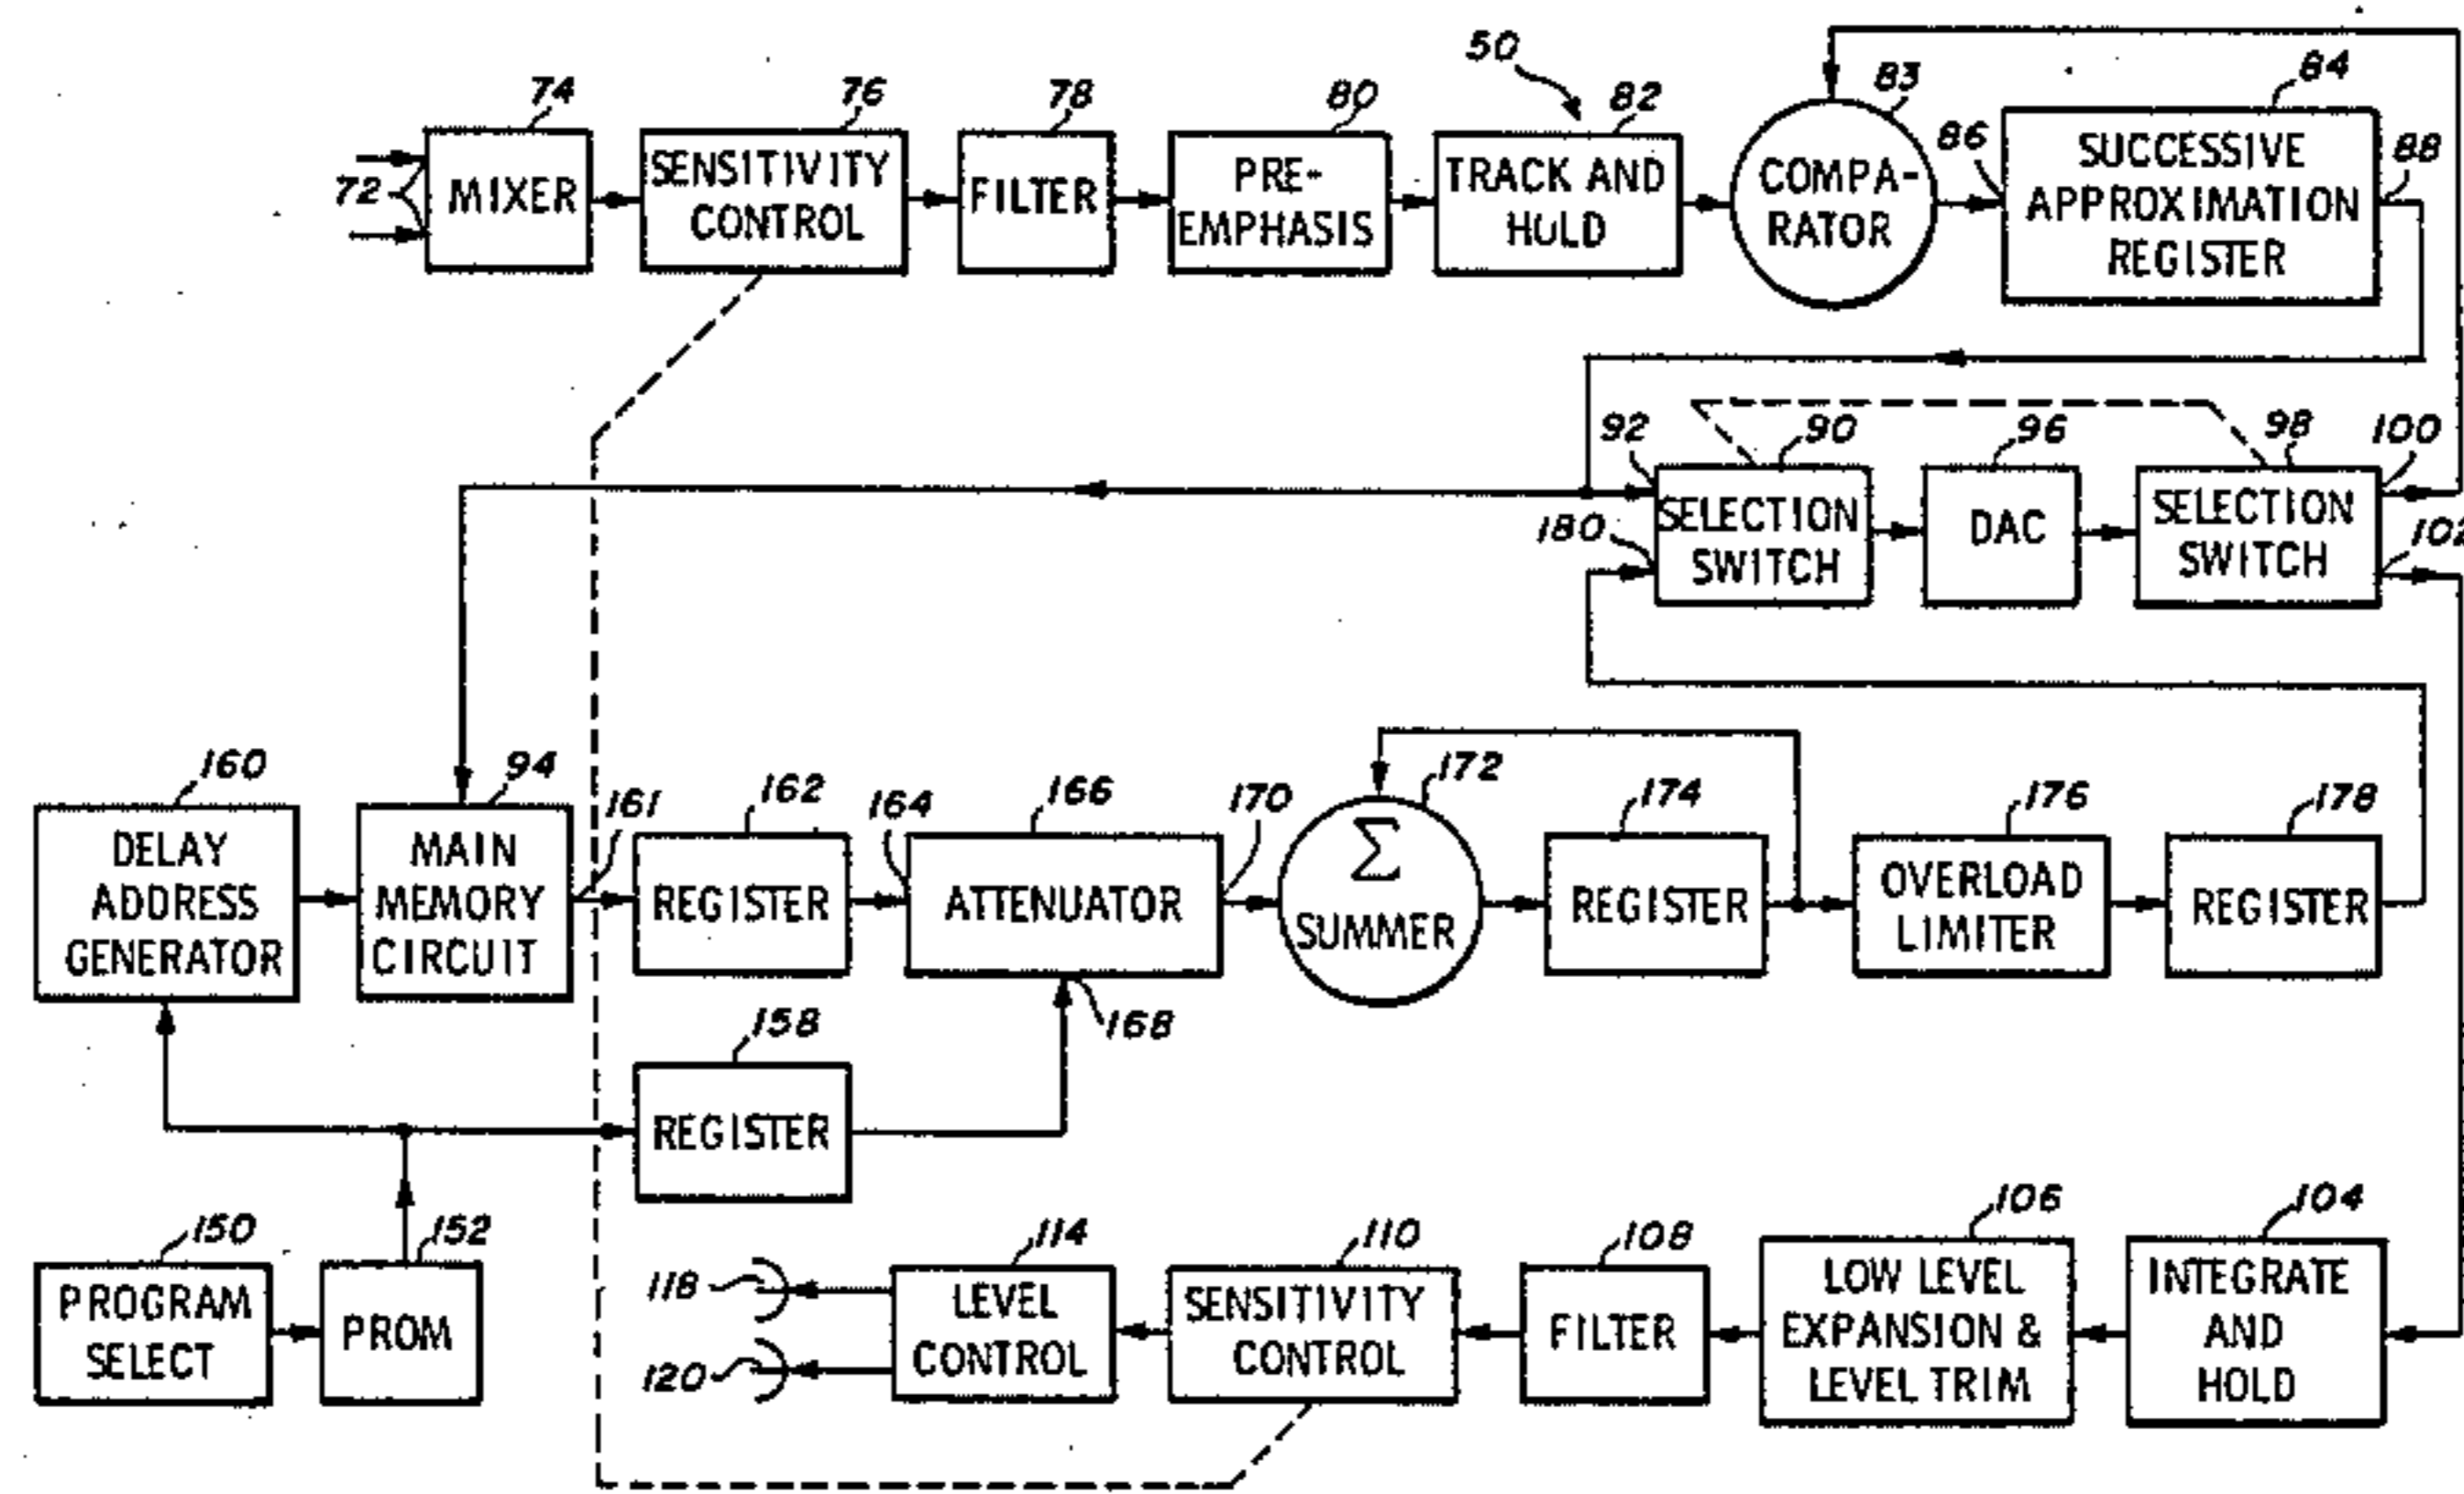 50
74
76
78
80
82
83
84
72
86
88
MIXER
SENSITIVITY
CONTROL
FILTER
PRE-
EMPHASIS
TRACK AND
HOLD
COMPA-
RATOR
SUCCESSIVE
APPROXIMATION
REGISTER
92
90
96
98
100
180
102
SELECTION
SWITCH
DAC
SELECTION
SWITCH
160
94
161
162
164
166
170
172
174
176
178
DELAY
ADDRESS
GENERATOR
MAIN
MEMORY
CIRCUIT
REGISTER
ATTENUATOR
Σ
SUMMER
REGISTER
OVERLOAD
LIMITER
REGISTER
158
168
REGISTER
150
152
PROGRAM
SELECT
PROM
118
120
114
110
108
106
104
LEVEL
CONTROL
SENSITIVITY
CONTROL
FILTER
LOW LEVEL
EXPANSION &
LEVEL TRIM
INTEGRATE
AND
HOLD